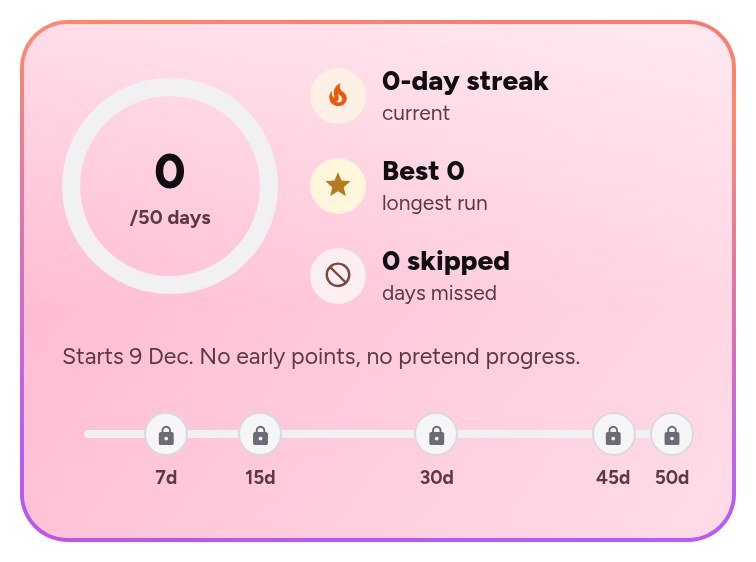 0
/50 days
0-day streak
current
Best 0
longest run
0 skipped
days missed
Starts 9 Dec. No early points, no pretend progress.
7d 15d 30d 45d 50d